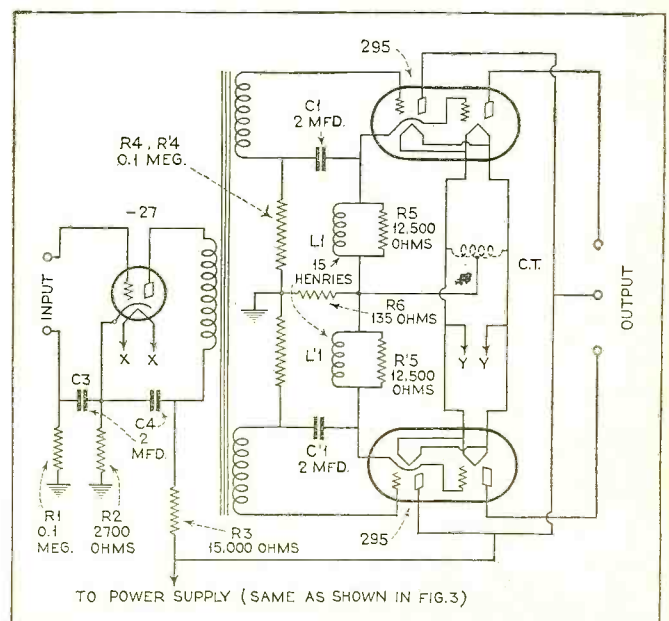 295
C1
2 MFD.
R4, R'4
0.1 MEG.
-27
INPUT
X X
C3
C4
2
MFD.
R1
0.1
MEG.
R2
2700
OHMS
R3
15,000 OHMS
L1
15
HENRIES
R5
12,500
OHMS
R6
135 OHMS
L'1
R'5
12,500
OHMS
C'1
2 MFD.
C.T.
Y Y
OUTPUT
295
TO POWER SUPPLY (SAME AS SHOWN IN FIG.3)